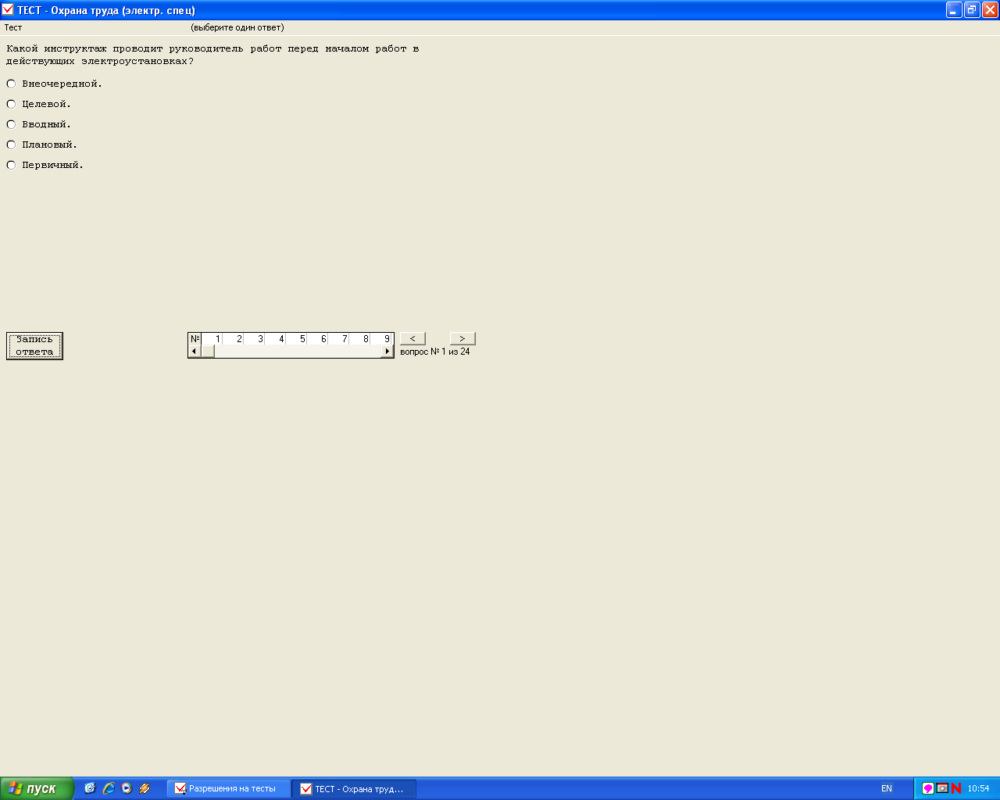 ТЕСТ - Охрана труда (электр. спец)
Тест (выберите один ответ)
Какой инструктаж проводит руководитель работ перед началом работ в
действующих электроустановках?
Внеочередной.
Целевой.
Вводный.
Плановый.
Первичный.
Запись
ответа
№ 1 2 3 4 5 6 7 8 9
< >
вопрос № 1 из 24
пуск
Разрешения на тесты
ТЕСТ - Охрана труд...
EN
10:54